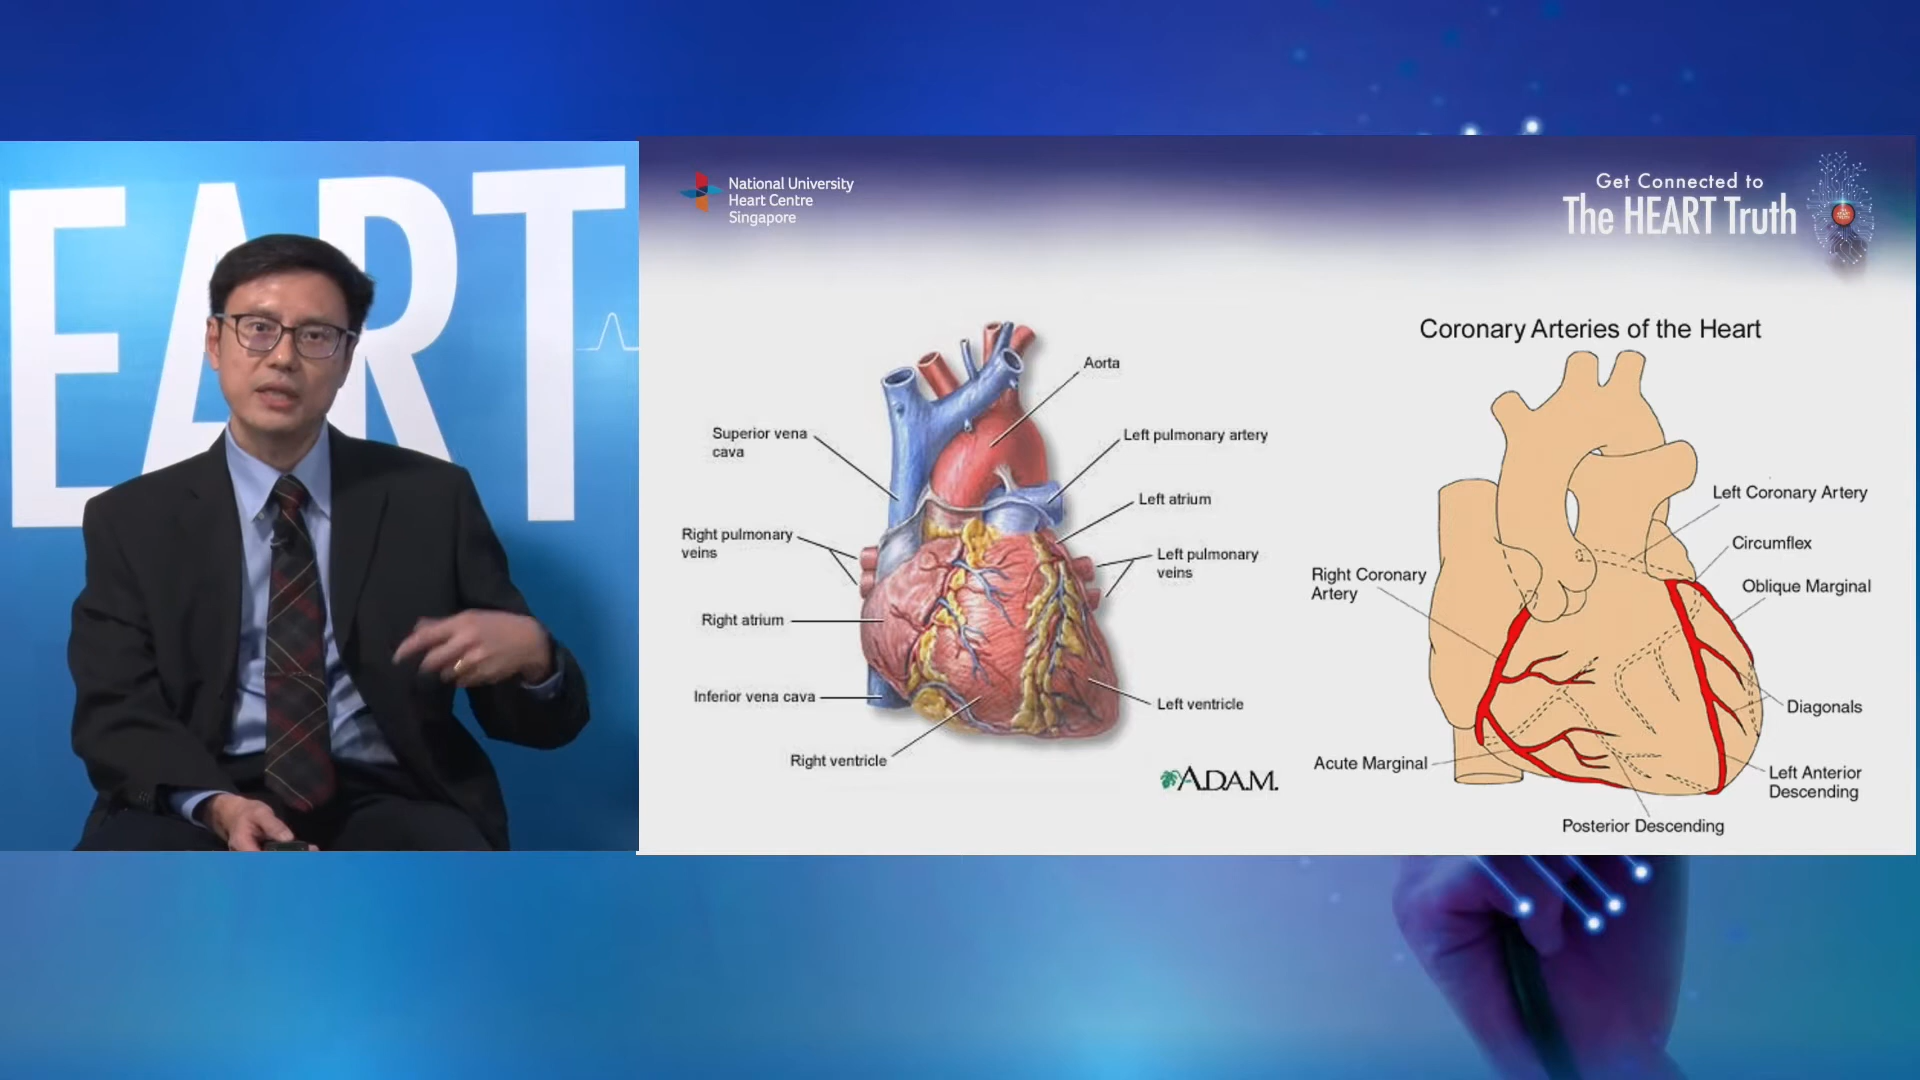 EART
National University
Heart Centre
Singapore
Get Connected to
The HEART Truth
Aorta
Superior vena
cava
Left pulmonary artery
Left atrium
Right pulmonary
veins
Left pulmonary
veins
Right atrium
Inferior vena cava
Left ventricle
Right ventricle
A.D.A.M.
Coronary Arteries of the Heart
Left Coronary Artery
Circumflex
Right Coronary
Artery
Oblique Marginal
Diagonals
Acute Marginal
Left Anterior
Descending
Posterior Descending